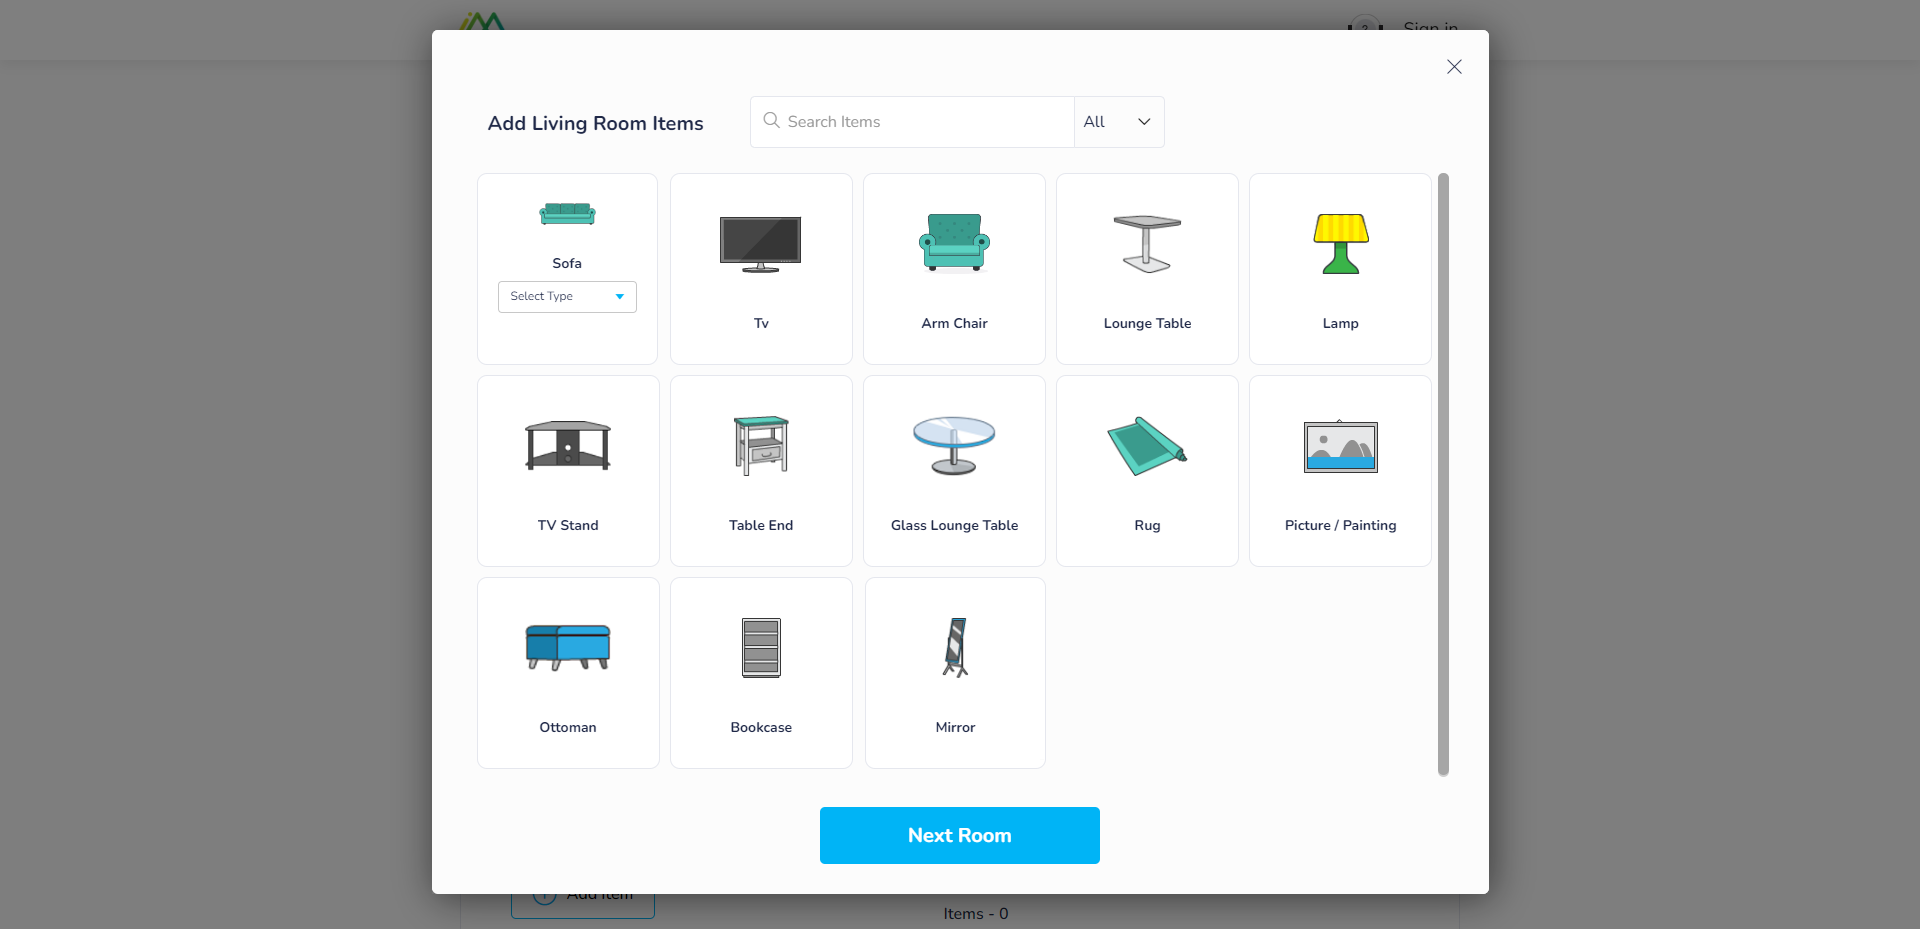 Sign in
Add Living Room Items
Search Items
All
Sofa
Select Type
Tv
Arm Chair
Lounge Table
Lamp
TV Stand
Table End
Glass Lounge Table
Rug
Picture / Painting
Ottoman
Bookcase
Mirror
Next Room
Add Item
Items - 0